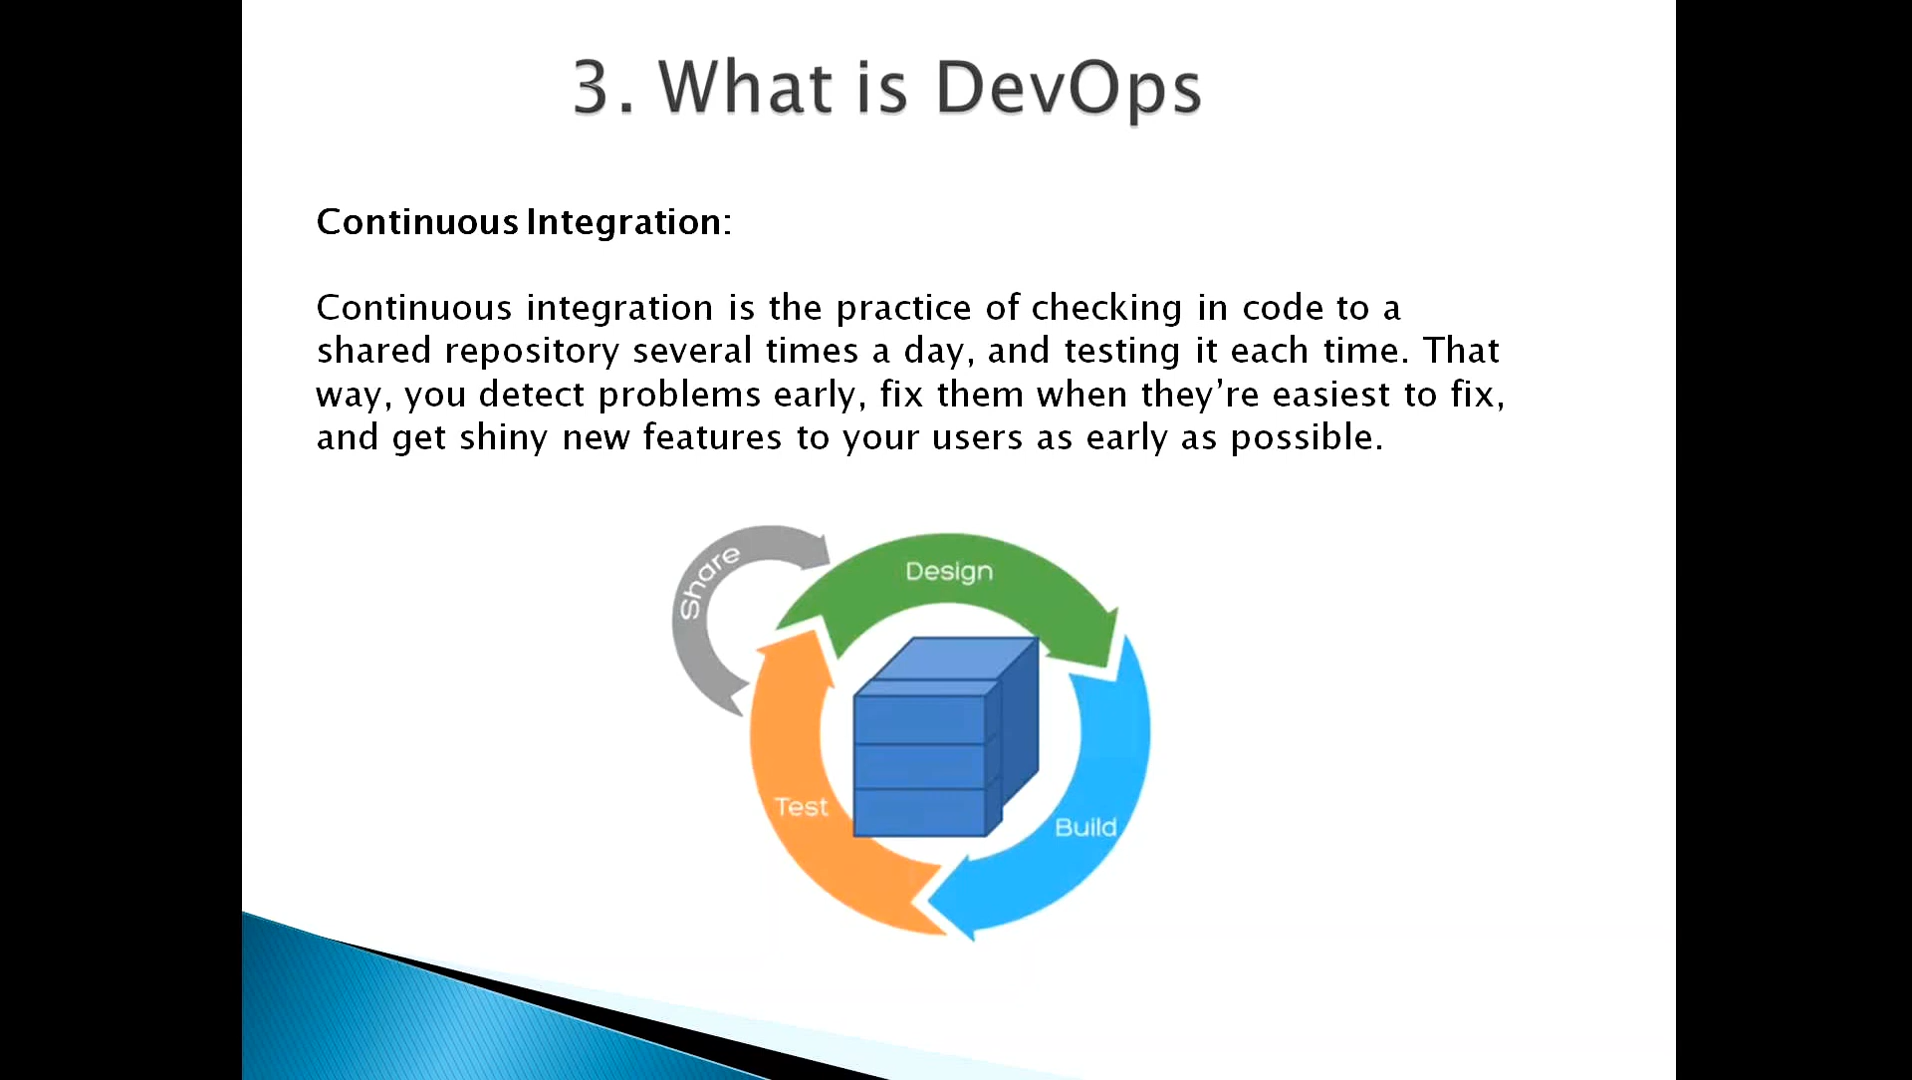 3. What is DevOps
Continuous Integration:
Continuous integration is the practice of checking in code to a
shared repository several times a day, and testing it each time. That
way, you detect problems early, fix them when they’re easiest to fix,
and get shiny new features to your users as early as possible.
Share
Design
Test
Build